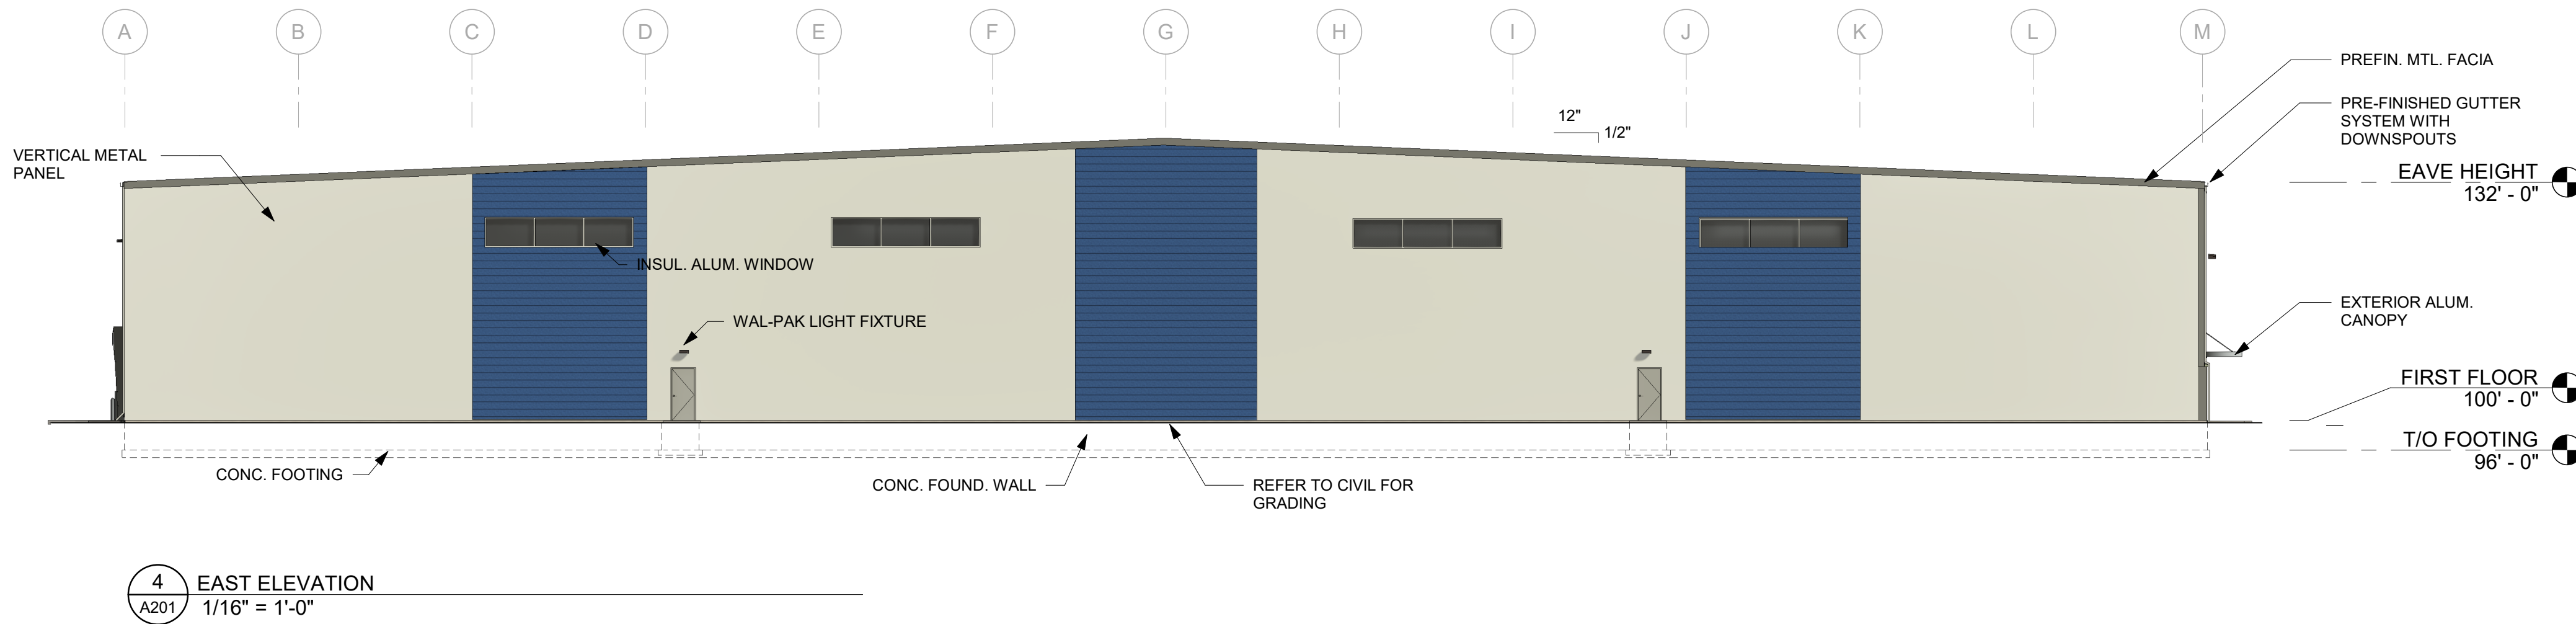 A B C D E F G H I J K L M
PREFIN. MTL. FACIA
PRE-FINISHED GUTTER
SYSTEM WITH
DOWNSPOUTS
12"
1/2"
VERTICAL METAL
PANEL
EAVE HEIGHT
132' - 0"
INSUL. ALUM. WINDOW
WAL-PAK LIGHT FIXTURE
EXTERIOR ALUM.
CANOPY
FIRST FLOOR
100' - 0"
T/O FOOTING
96' - 0"
CONC. FOOTING
CONC. FOUND. WALL
REFER TO CIVIL FOR
GRADING
4
A201
EAST ELEVATION
1/16" = 1'-0"